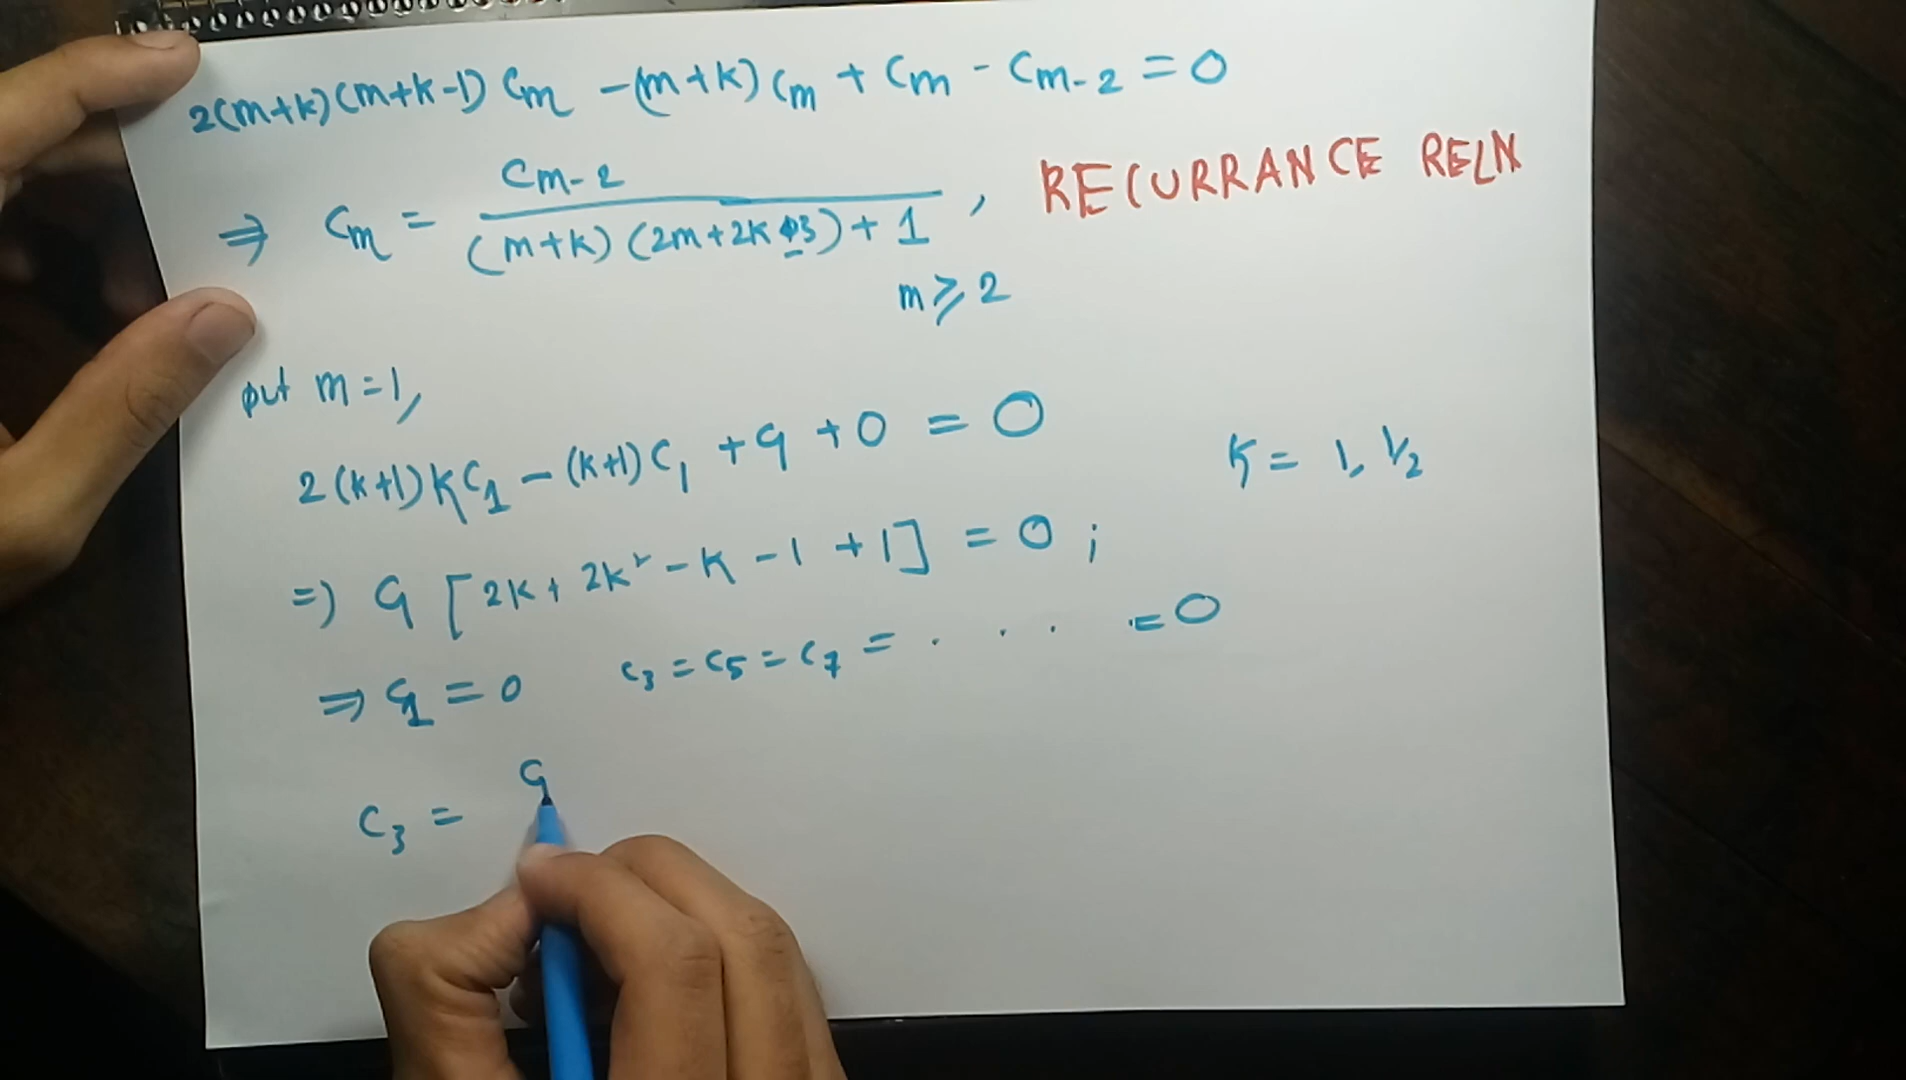 2(m+k)(m+k-1) Cm - (m+k) Cm + Cm - Cm-2 = 0
⇒ Cm = Cm-2 / (m+k) (2m+2k-3) + 1 , RECURRANCE RELN
m ≥ 2
put m = 1,
2(k+1)kC1 - (k+1)C1 + C1 + 0 = 0
k = 1, 1/2
=) C1 [2k + 2k² - k - 1 + 1] = 0 ;
⇒ C1 = 0 C3 = C5 = C7 = . . . = 0
C3 = C1